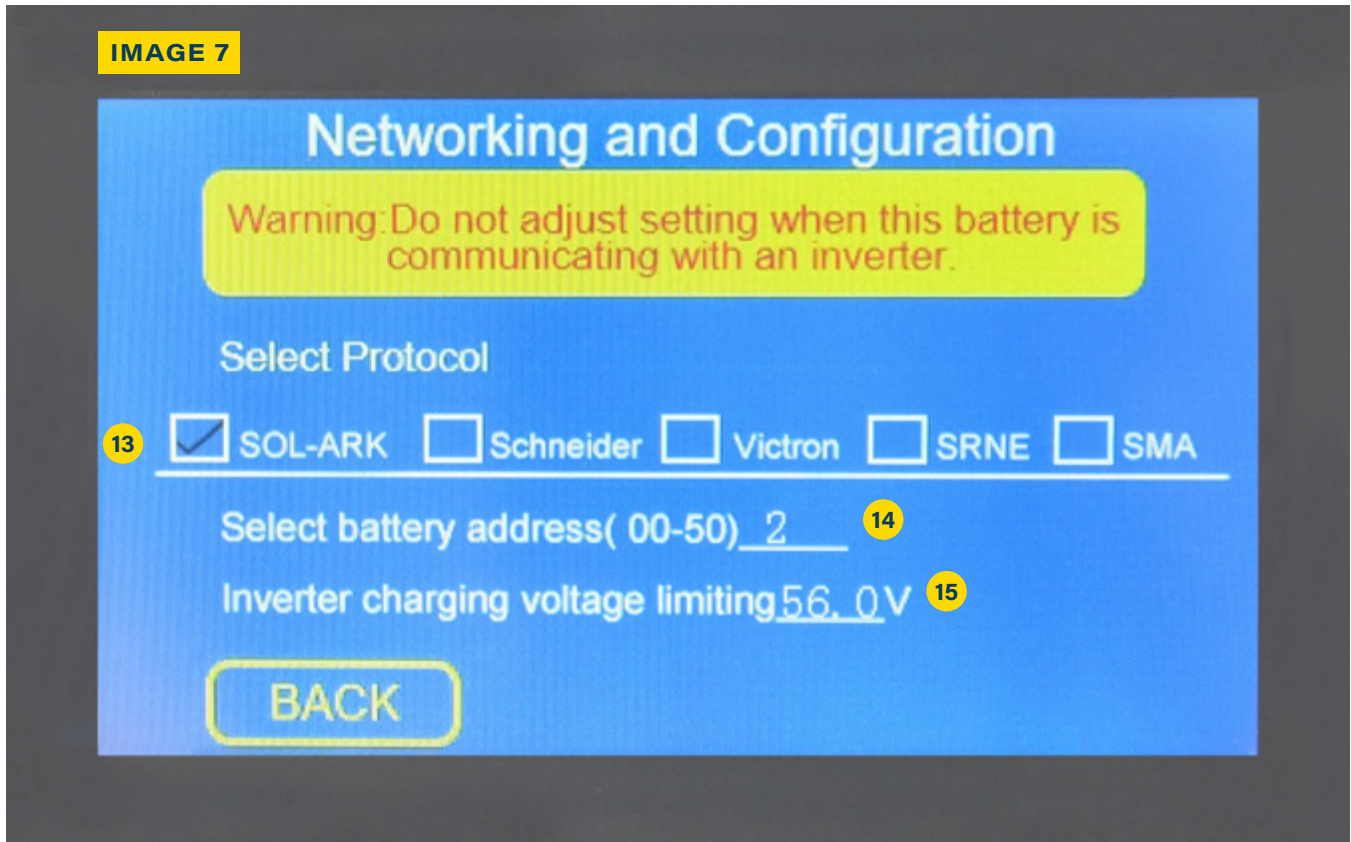 IMAGE 7
Networking and Configuration
Warning:Do not adjust setting when this battery is
communicating with an inverter.
Select Protocol
13 SOL-ARK Schneider Victron SRNE SMA
Select battery address( 00-50) 2 14
Inverter charging voltage limiting 56.0V 15
BACK